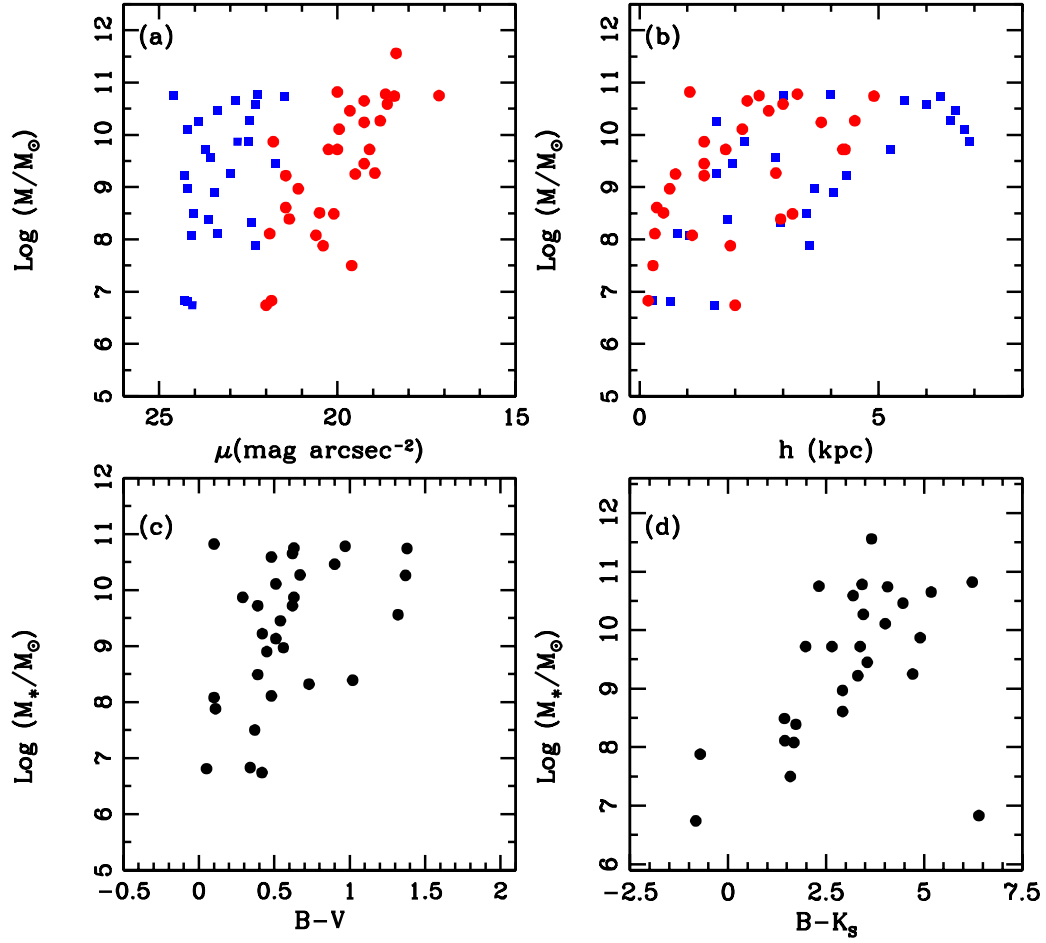 (a)
Log (M/M⊙)
12
11
10
9
8
7
6
5
25 20 15
μ(mag arcsec⁻²)
(b)
Log (M/M⊙)
12
11
10
9
8
7
6
5
0 5
h (kpc)
(c)
Log (M*/M⊙)
12
11
10
9
8
7
6
5
−0.5 0 0.5 1 1.5 2
B−V
(d)
Log (M*/M⊙)
12
11
10
9
8
7
6
−2.5 0 2.5 5 7.5
B−Ks